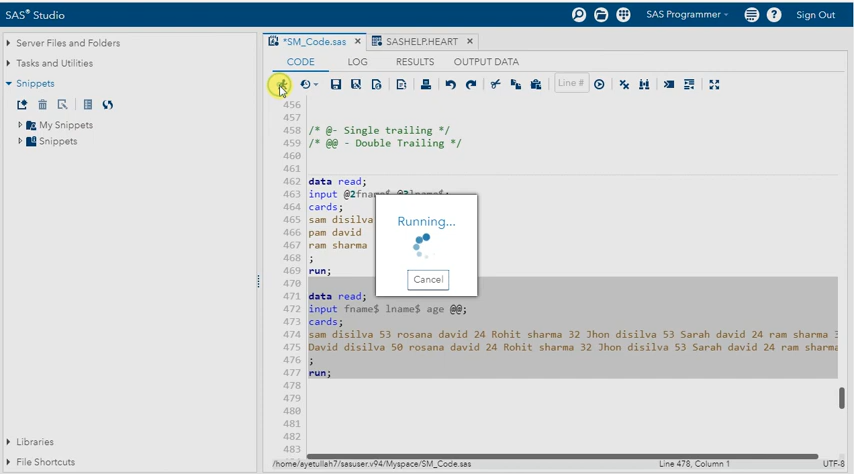 SAS® Studio
SAS Programmer
Sign Out
Server Files and Folders
Tasks and Utilities
Snippets
My Snippets
Snippets
Libraries
File Shortcuts
*SM_Code.sas
SASHELP.HEART
CODE
LOG
RESULTS
OUTPUT DATA
Line #
456
457
458 /* @- Single trailing */
459 /* @@ - Double Trailing */
460
461
462 data read;
463 input @2fname$ @3lname$;
464 cards;
465 sam disilva
466 pam david
467 ram sharma
468 ;
469 run;
470
471 data read;
472 input fname$ lname$ age @@;
473 cards;
474 sam disilva 53 rosana david 24 Rohit sharma 32 Jhon disilva 53 Sarah david 24 ram sharma 3
475 David disilva 50 rosana david 24 Rohit sharma 32 Jhon disilva 53 Sarah david 24 ram sharma
476 ;
477 run;
478
479
480
481
482
483
Running...
Cancel
/home/ayetullah7/sasuser.v94/Myspace/SM_Code.sas
Line 478, Column 1
UTF-8